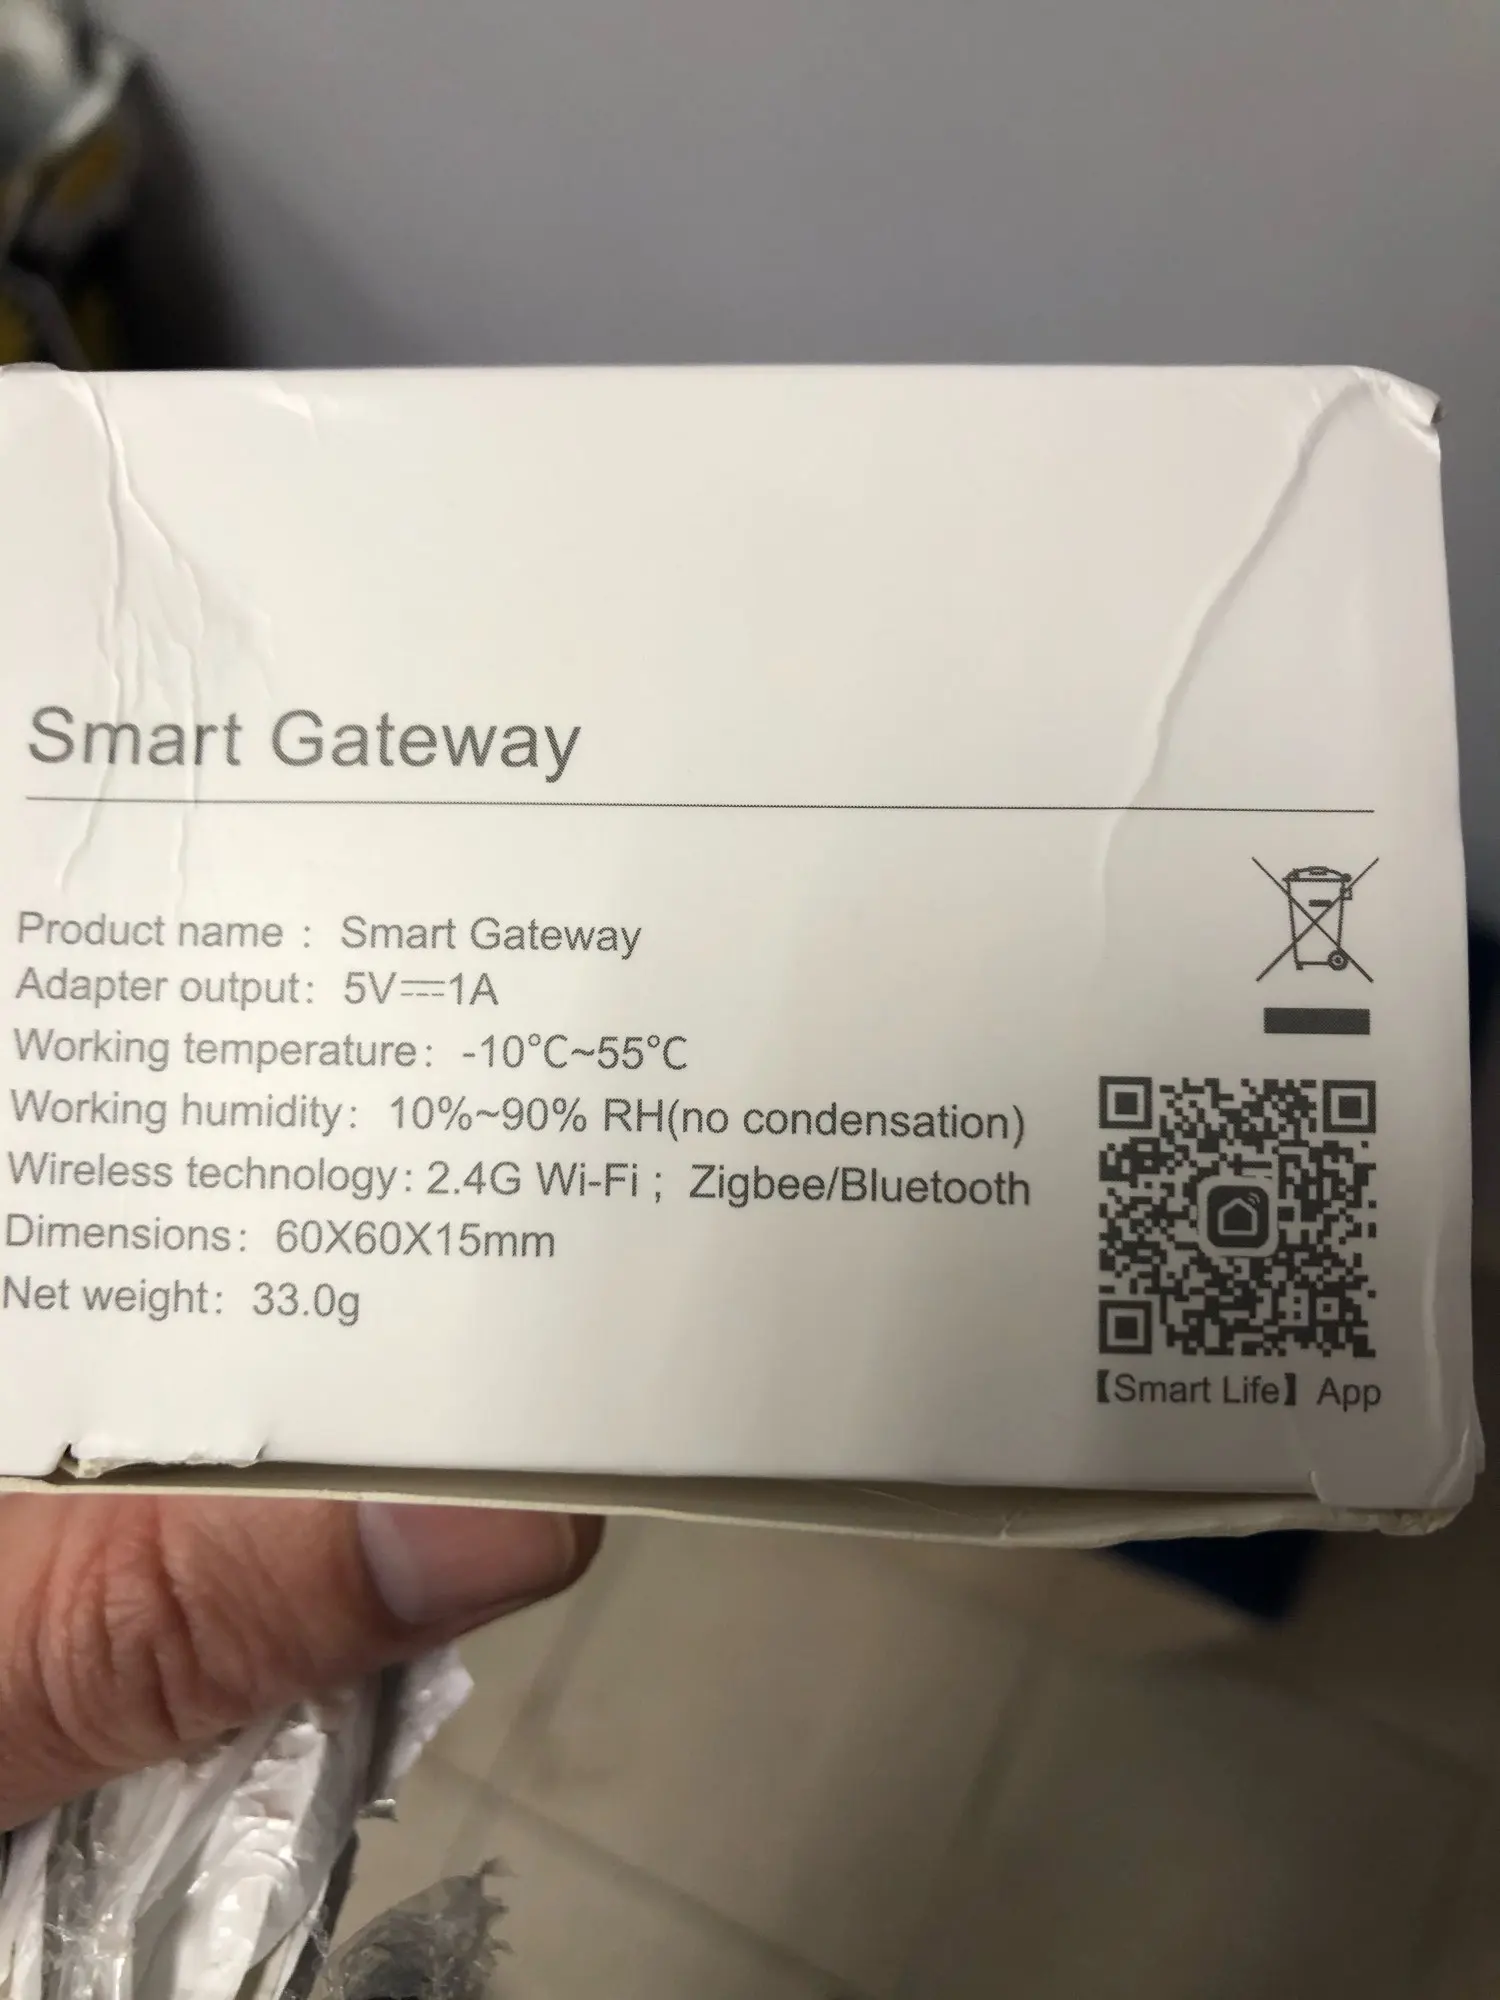 Smart Gateway
Product name : Smart Gateway
Adapter output: 5V⎓1A
Working temperature: -10°C~55°C
Working humidity: 10%~90% RH(no condensation)
Wireless technology: 2.4G Wi-Fi ; Zigbee/Bluetooth
Dimensions: 60X60X15mm
Net weight: 33.0g
【Smart Life】 App